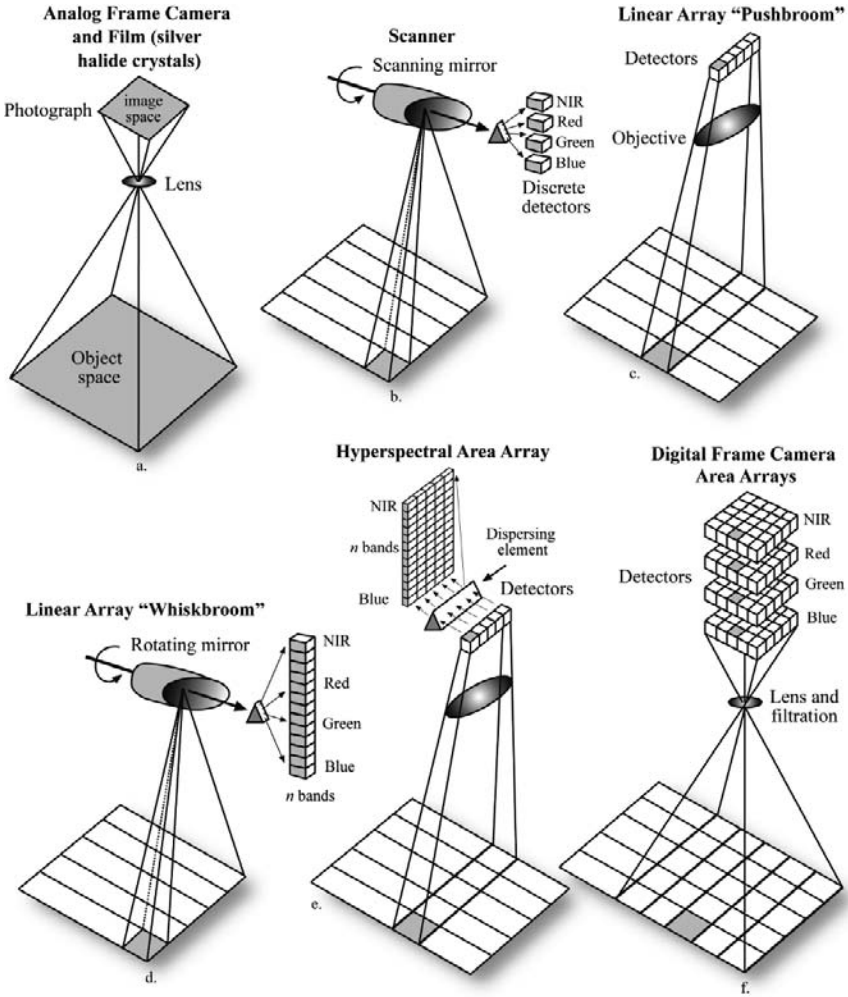 Analog Frame Camera
and Film (silver
halide crystals)
Photograph
image
space
Lens
Object
space
a.
Scanner
Scanning mirror
NIR
Red
Green
Blue
Discrete
detectors
b.
Linear Array “Pushbroom”
Detectors
Objective
c.
Linear Array “Whiskbroom”
Rotating mirror
NIR
Red
Green
Blue
n bands
d.
Hyperspectral Area Array
NIR
n bands
Blue
Dispersing
element
Detectors
e.
Digital Frame Camera
Area Arrays
NIR
Red
Green
Blue
Detectors
Lens and
filtration
f.